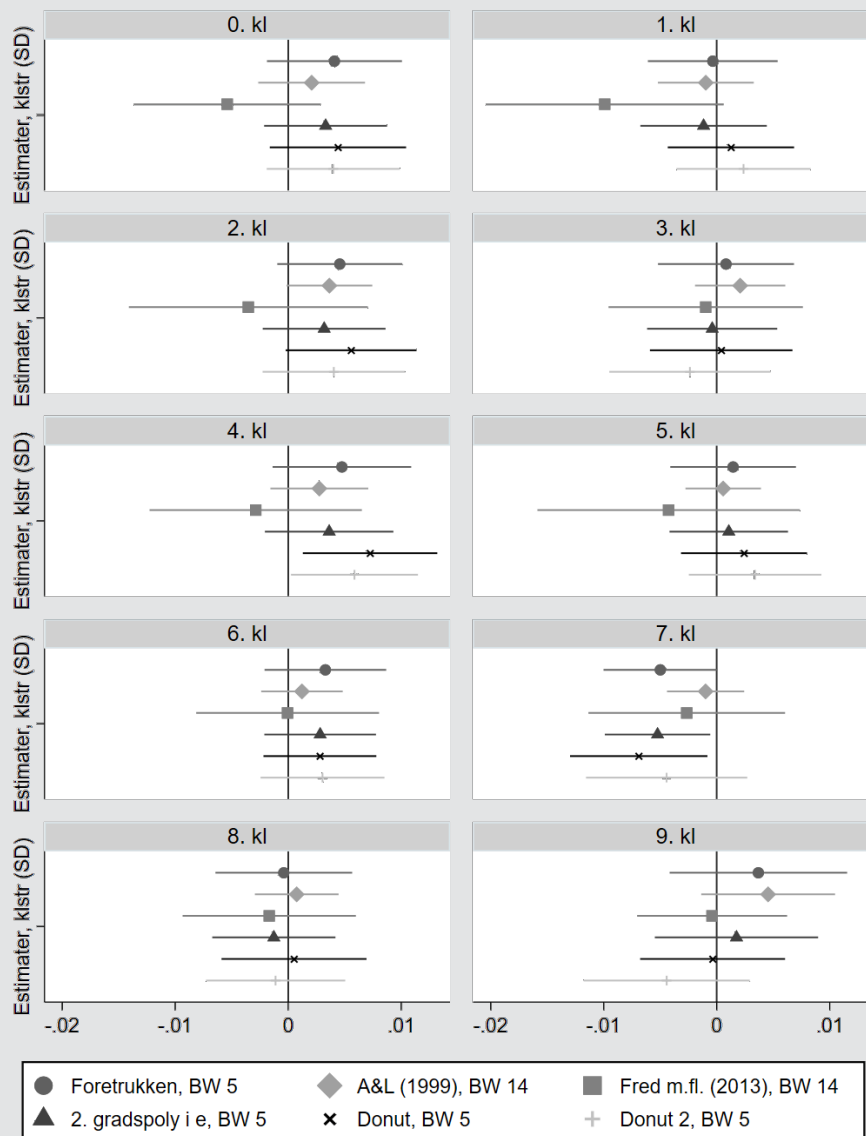 0. kl
1. kl
Estimater, klstr (SD)
2. kl
3. kl
Estimater, klstr (SD)
4. kl
5. kl
Estimater, klstr (SD)
6. kl
7. kl
Estimater, klstr (SD)
8. kl
9. kl
Estimater, klstr (SD)
-.02 -.01 0 .01 -.02 -.01 0 .01
Foretrukken, BW 5 A&L (1999), BW 14 Fred m.fl. (2013), BW 14
2. gradspoly i e, BW 5 Donut, BW 5 Donut 2, BW 5